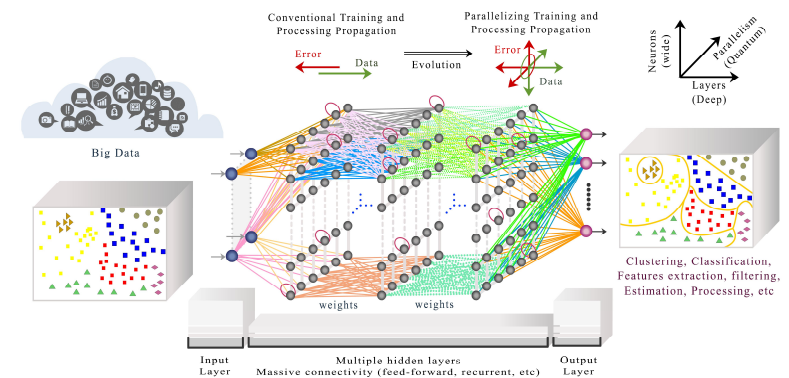 Conventional Training and
Processing Propagation
Error
Data
Evolution
Parallelizing Training and
Processing Propagation
Error
Data
Neurons
(wide)
Parallelism
(Quantum)
Layers
(Deep)
Big Data
Clustering, Classification,
Features extraction, filtering,
Estimation, Processing, etc
weights
weights
Input
Layer
Multiple hidden layers
Massive connectivity (feed-forward, recurrent, etc)
Output
Layer